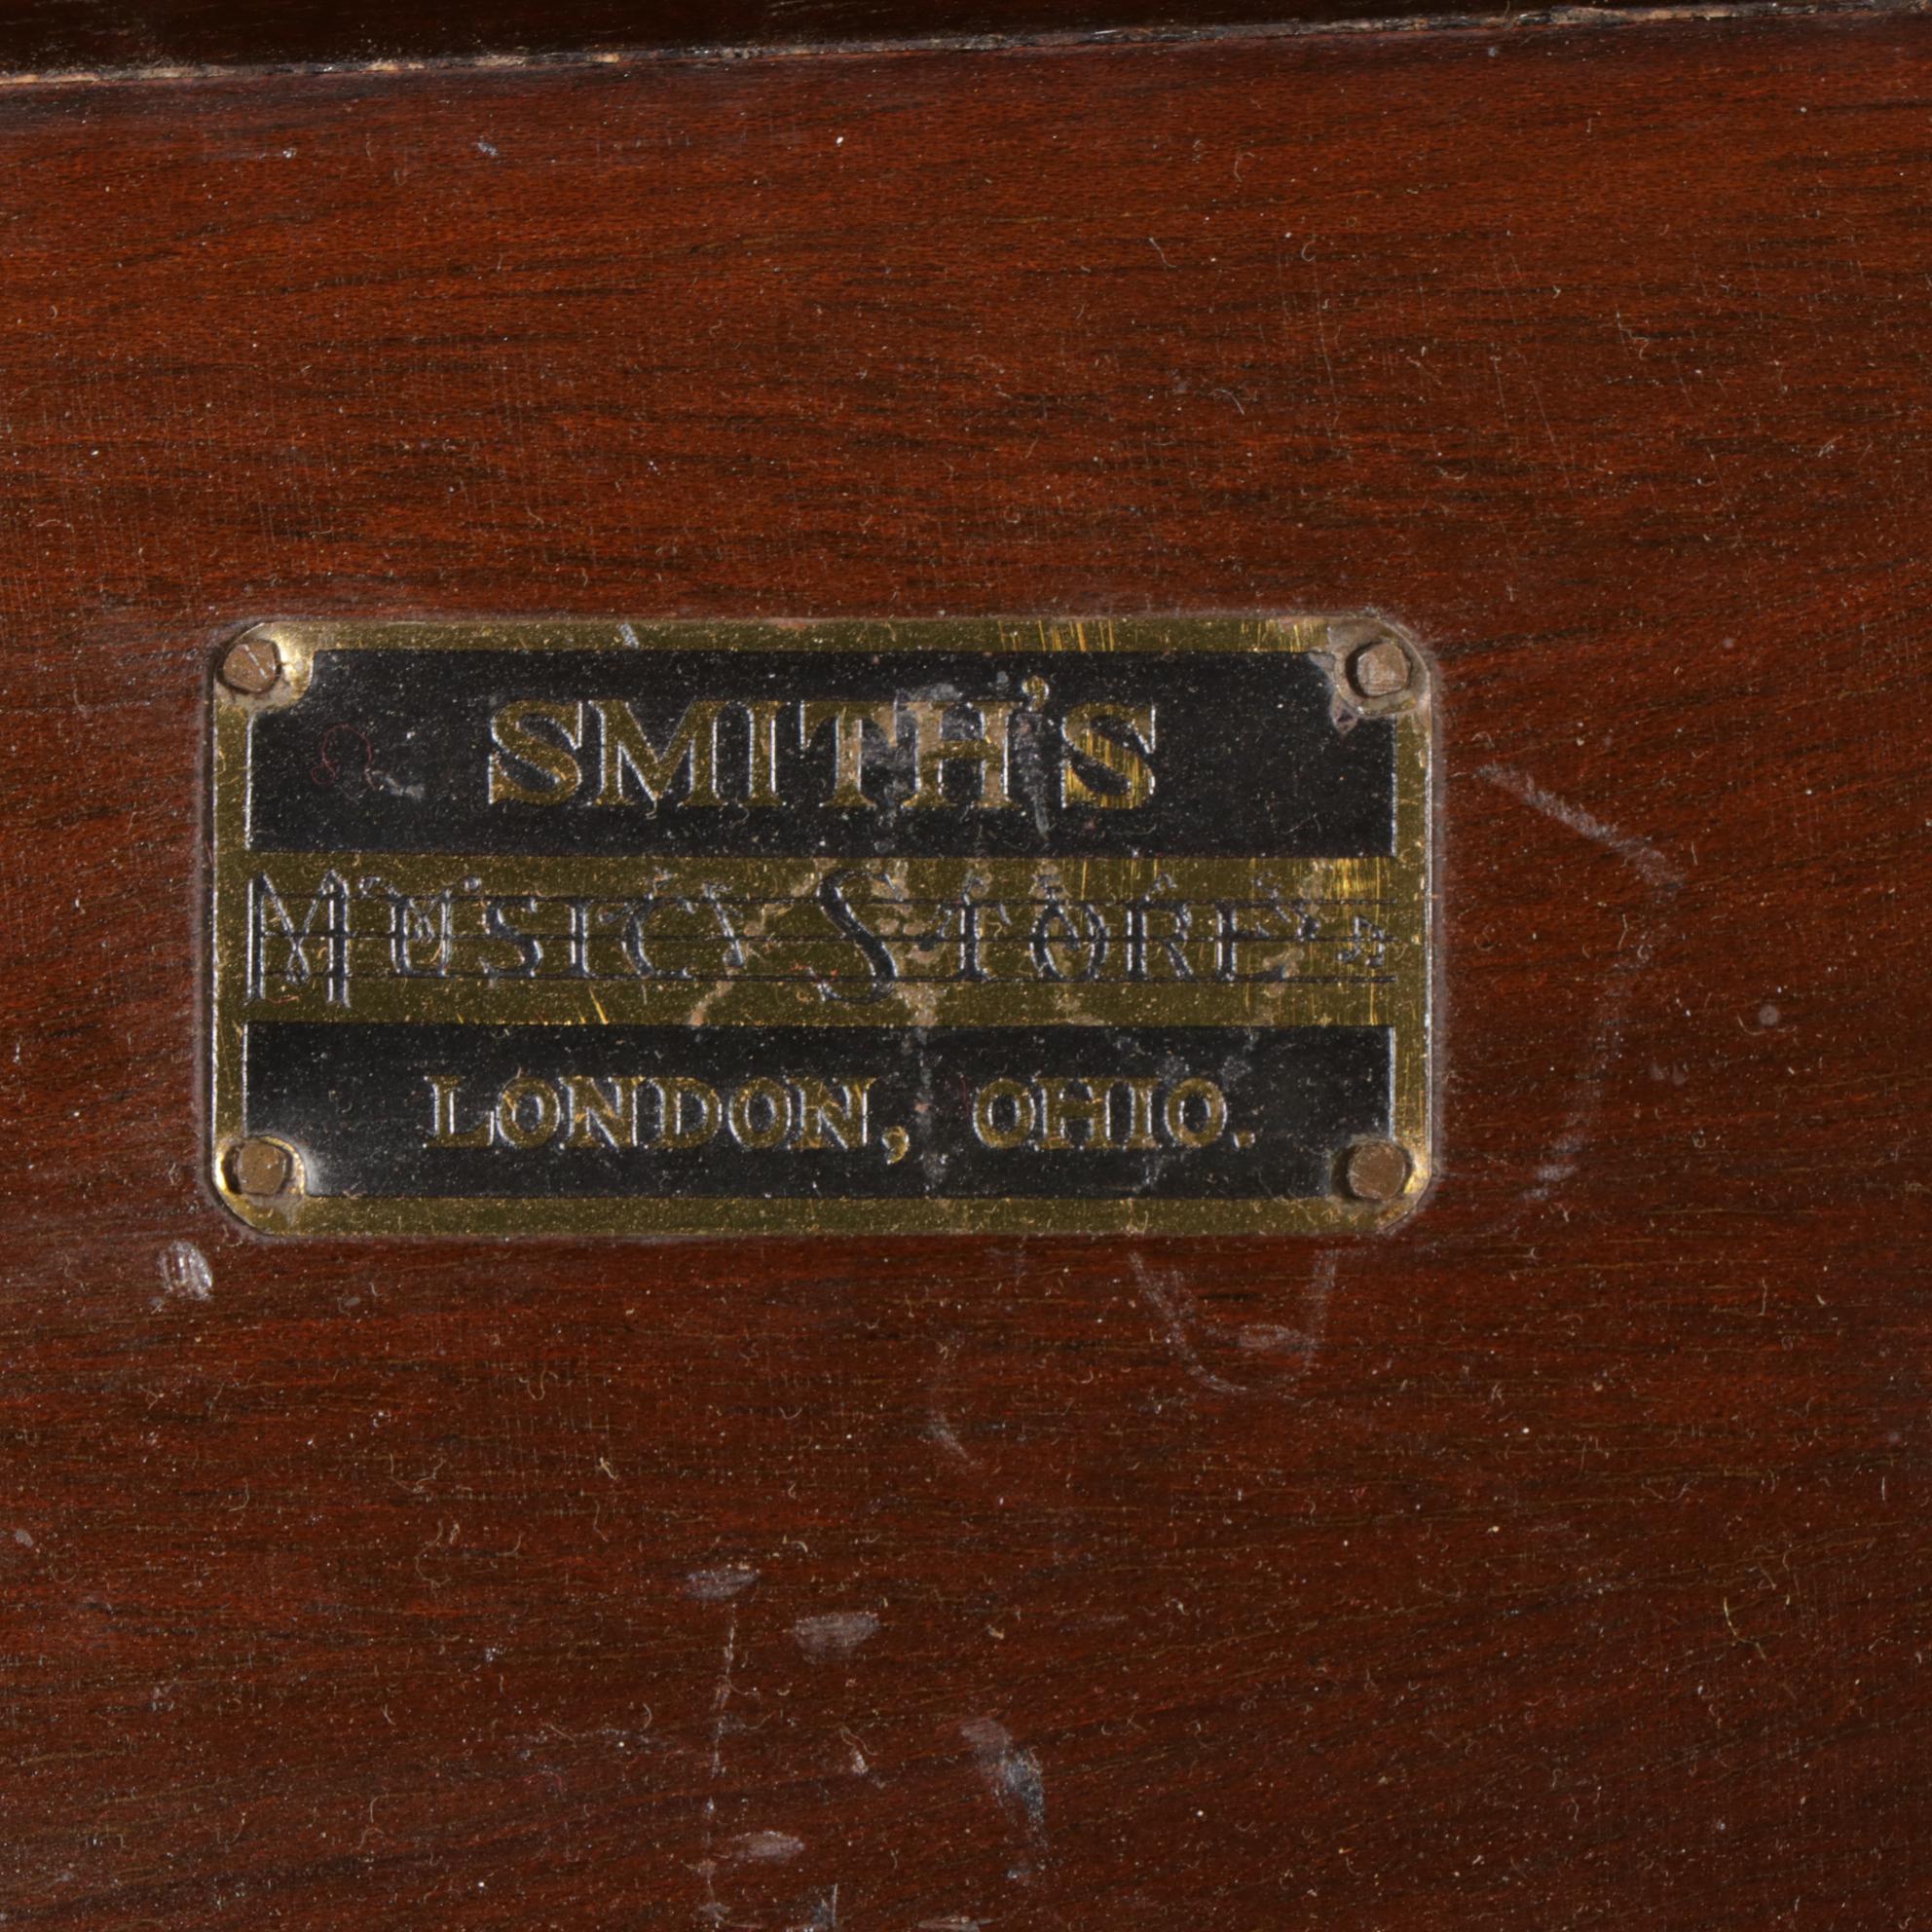 SMITH'S
MUSIC STORE
LONDON, OHIO.